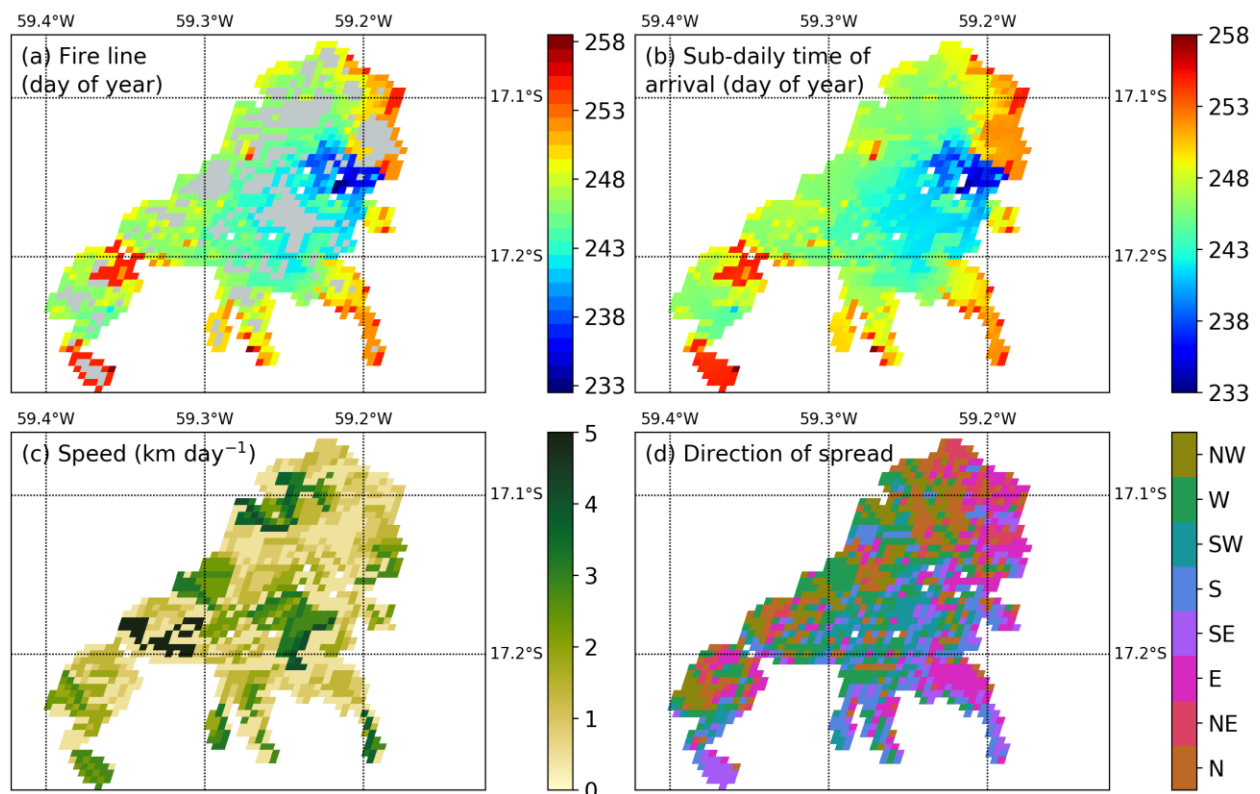 59.4°W 59.3°W 59.2°W
59.4°W 59.3°W 59.2°W
(a) Fire line
(day of year)
17.1°S
17.2°S
258
253
248
243
238
233
(b) Sub-daily time of
arrival (day of year)
17.1°S
17.2°S
258
253
248
243
238
233
59.4°W 59.3°W 59.2°W
59.4°W 59.3°W 59.2°W
(c) Speed (km day⁻¹)
17.1°S
17.2°S
5
4
3
2
1
0
(d) Direction of spread
17.1°S
17.2°S
NW
W
SW
S
SE
E
NE
N